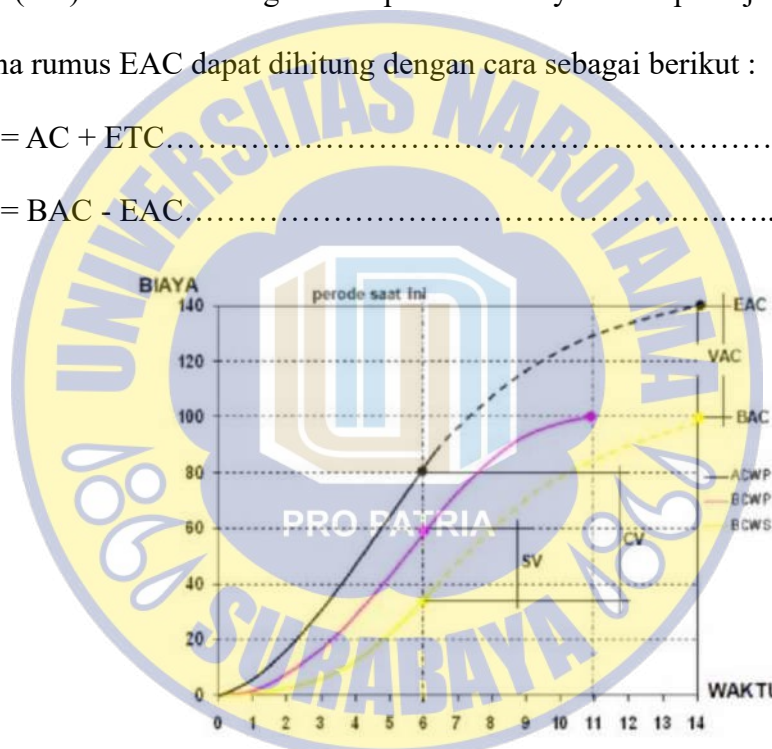 na rumus EAC dapat dihitung dengan cara sebagai berikut :
= AC + ETC…………………………………………………………
= BAC - EAC……………………………………………………..…..
UNIVERSITAS NAROTAMA
SURABAYA
PRO PATRIA
BIAYA
perode saat ini
140
120
100
80
60
40
20
0
EAC
VAC
BAC
ACWP
BCWP
BCWS
CV
SV
0 1 2 3 4 5 6 7 8 9 10 11 12 13 14
WAKTU